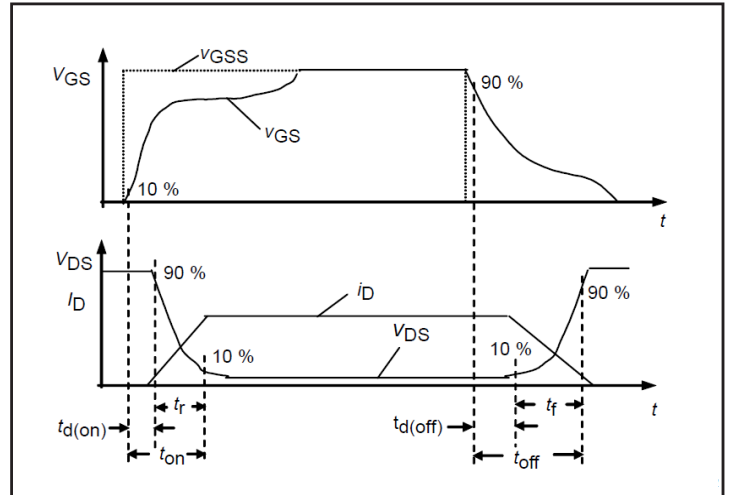 vGSS
VGS
90 %
vGS
10 %
t
VDS
90 %
ID
iD
90 %
VDS
10 %
10 %
tr
tf
t
td(on)
td(off)
ton
toff